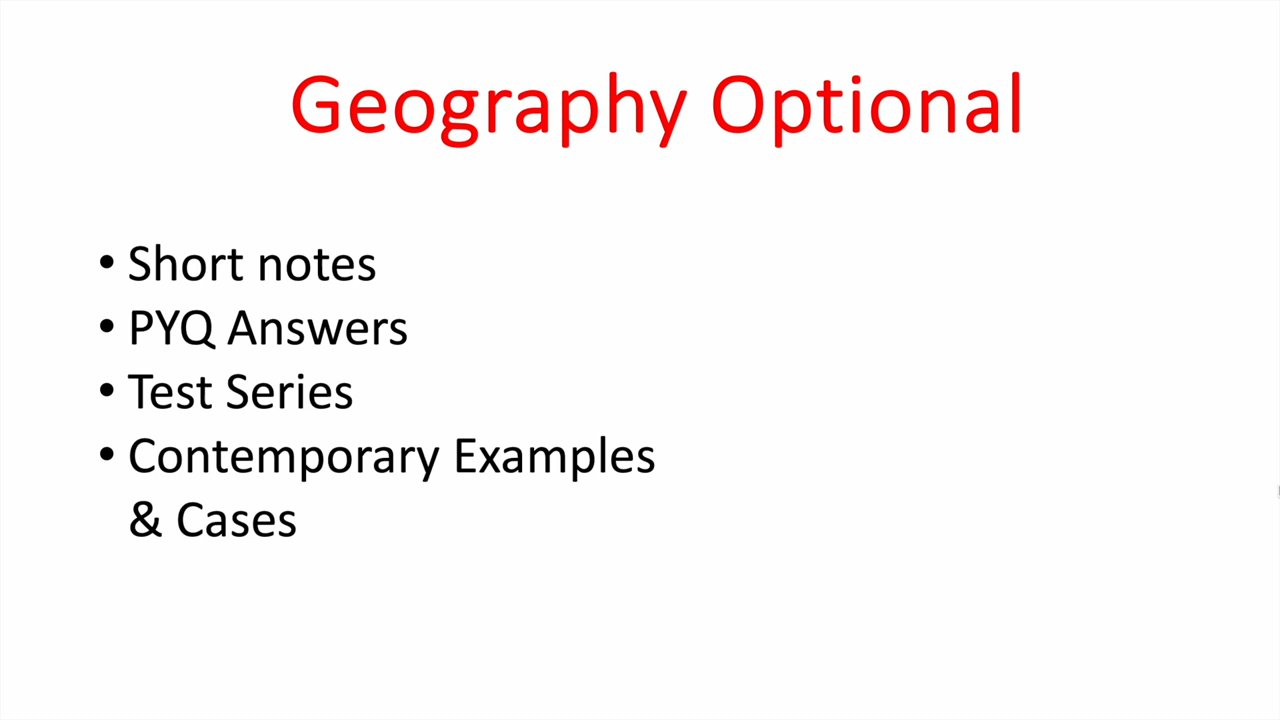 Geography Optional
• Short notes
• PYQ Answers
• Test Series
• Contemporary Examples
& Cases